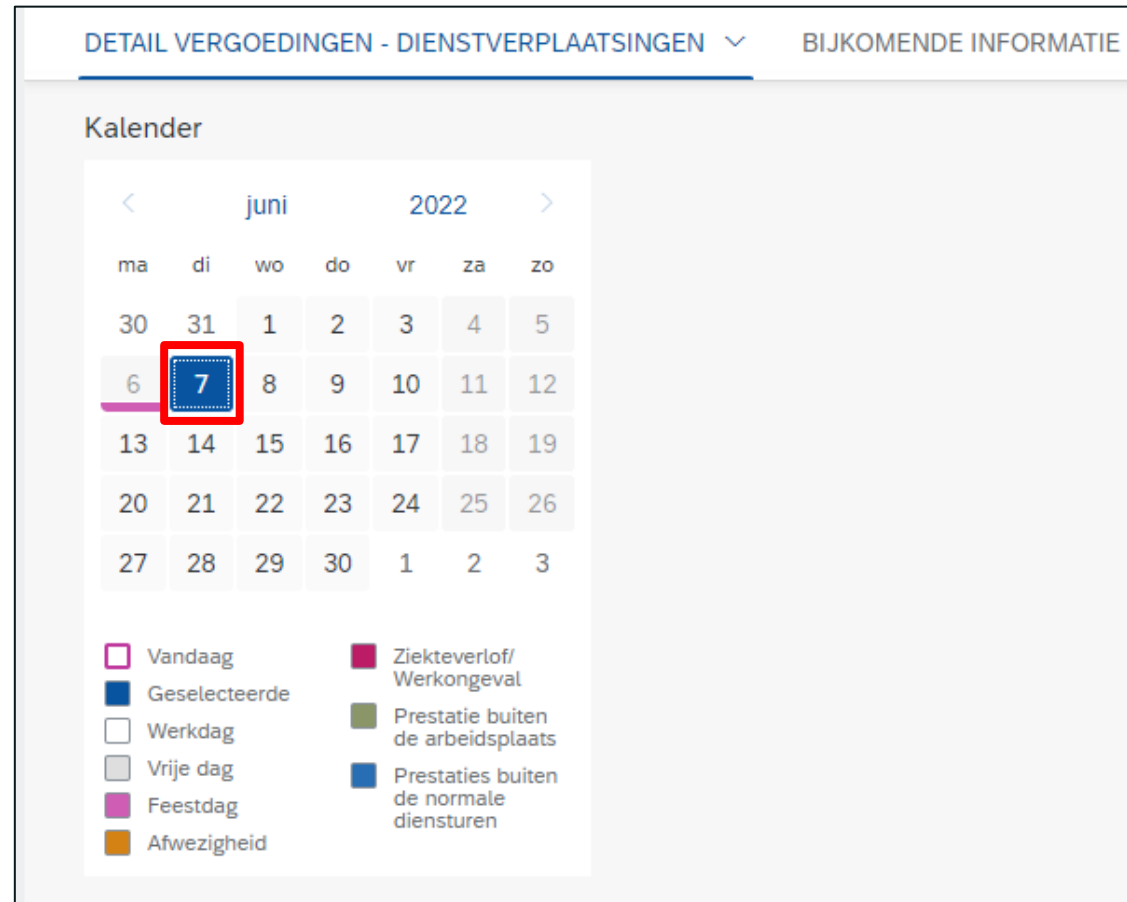 DETAIL VERGOEDINGEN - DIENSTVERPLAATSINGEN BIJKOMENDE INFORMATIE
Kalender
juni 2022
ma di wo do vr za zo
30 31 1 2 3 4 5
6 7 8 9 10 11 12
13 14 15 16 17 18 19
20 21 22 23 24 25 26
27 28 29 30 1 2 3
Vandaag
Geselecteerde
Werkdag
Vrije dag
Feestdag
Afwezigheid
Ziekteverlof/
Werkongeval
Prestatie buiten
de arbeidsplaats
Prestaties buiten
de normale
diensturen